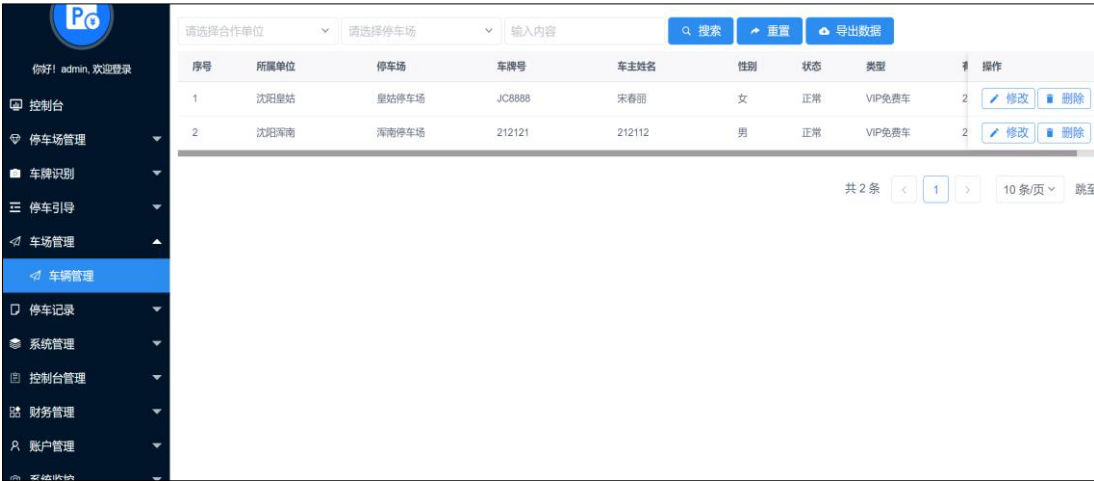 P
请选择合作单位 请选择停车场 输入内容 搜索 重置 导出数据
你好！admin, 欢迎登录
序号 所属单位 停车场 车牌号 车主姓名 性别 状态 类型 操作
1 沈阳皇姑 皇姑停车场 JC8888 宋春丽 女 正常 VIP免费车 2 修改 删除
2 沈阳浑南 浑南停车场 212121 212112 男 正常 VIP免费车 2 修改 删除
共 2 条 1 10 条/页 跳至
控制台
停车场管理
车牌识别
停车引导
车场管理
车辆管理
停车记录
系统管理
控制台管理
财务管理
账户管理
系统监控